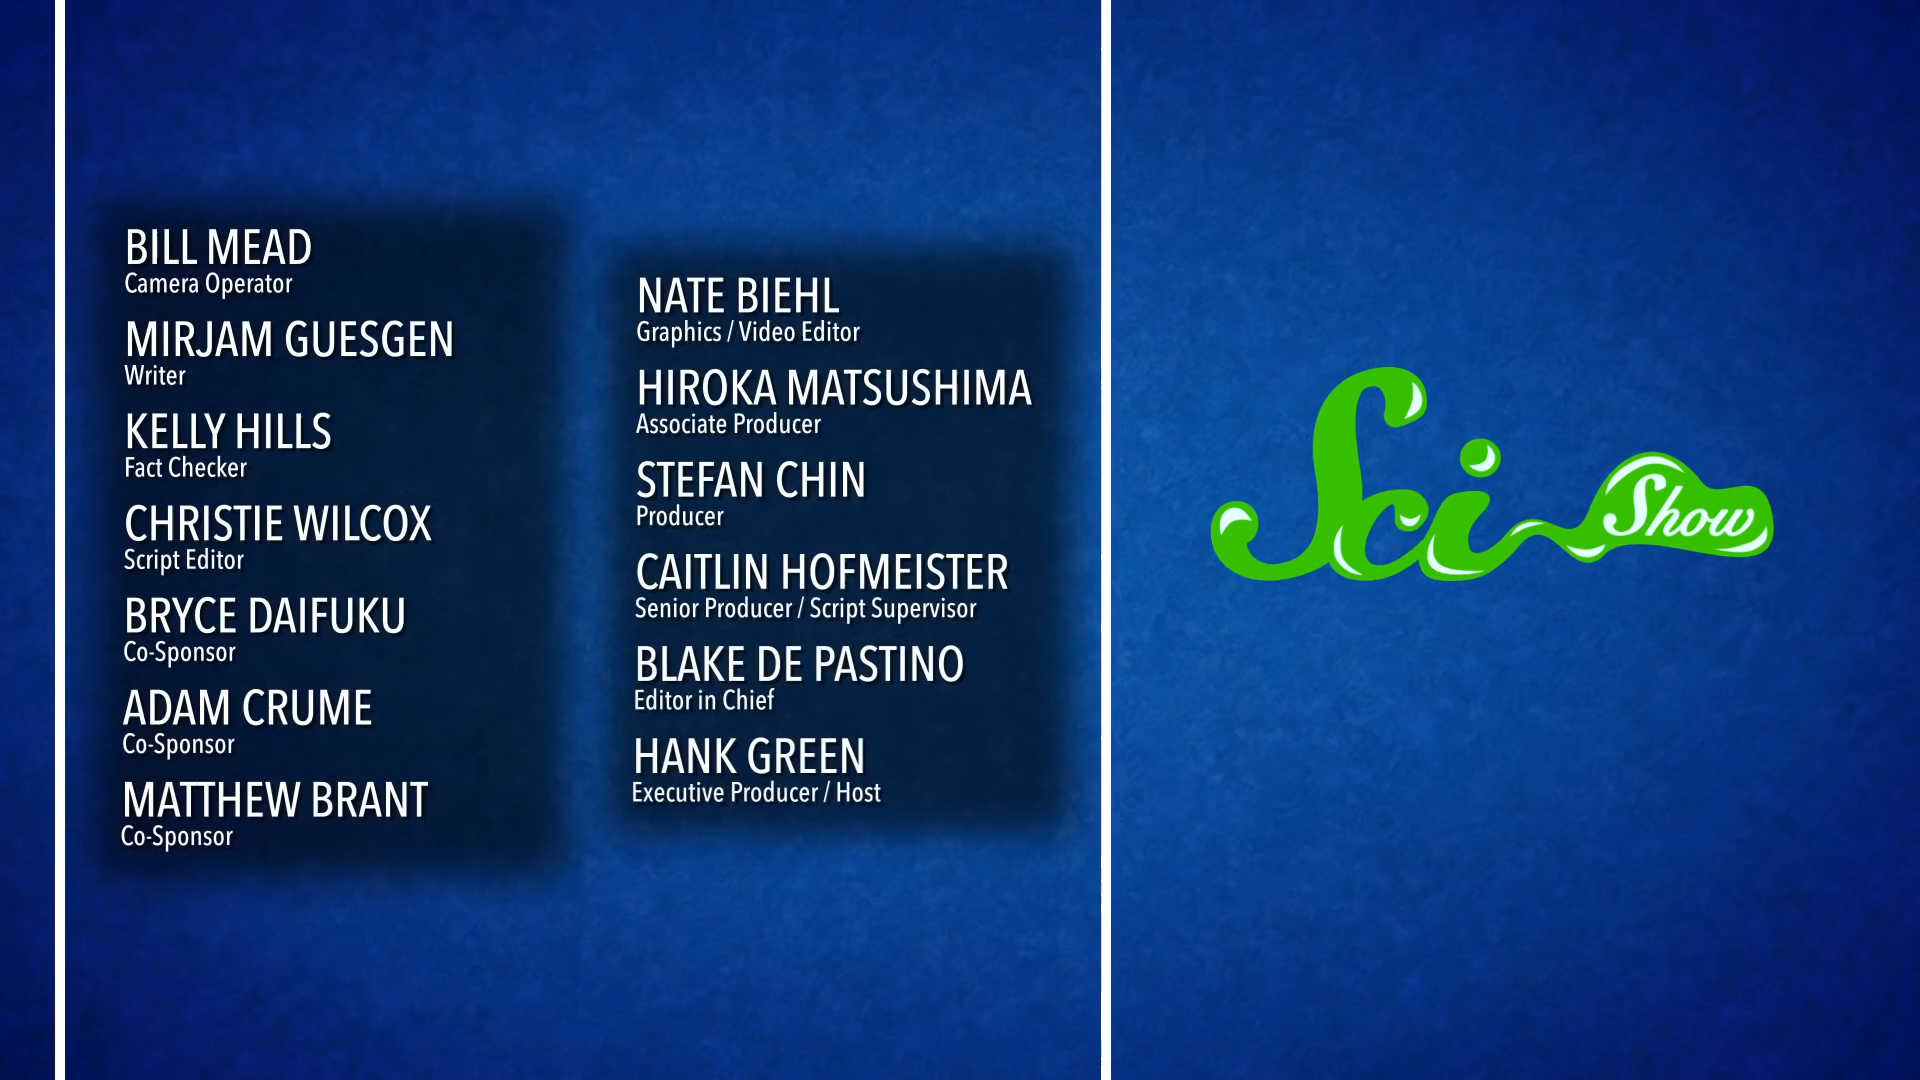 BILL MEAD
Camera Operator
MIRJAM GUESGEN
Writer
KELLY HILLS
Fact Checker
CHRISTIE WILCOX
Script Editor
BRYCE DAIFUKU
Co-Sponsor
ADAM CRUME
Co-Sponsor
MATTHEW BRANT
Co-Sponsor
NATE BIEHL
Graphics / Video Editor
HIROKA MATSUSHIMA
Associate Producer
STEFAN CHIN
Producer
CAITLIN HOFMEISTER
Senior Producer / Script Supervisor
BLAKE DE PASTINO
Editor in Chief
HANK GREEN
Executive Producer / Host
Sci Show